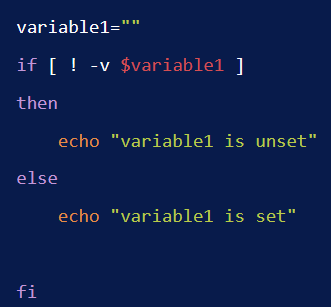 variable1=""
if [ ! -v $variable1 ]
then
    echo "variable1 is unset"
else
    echo "variable1 is set"
fi